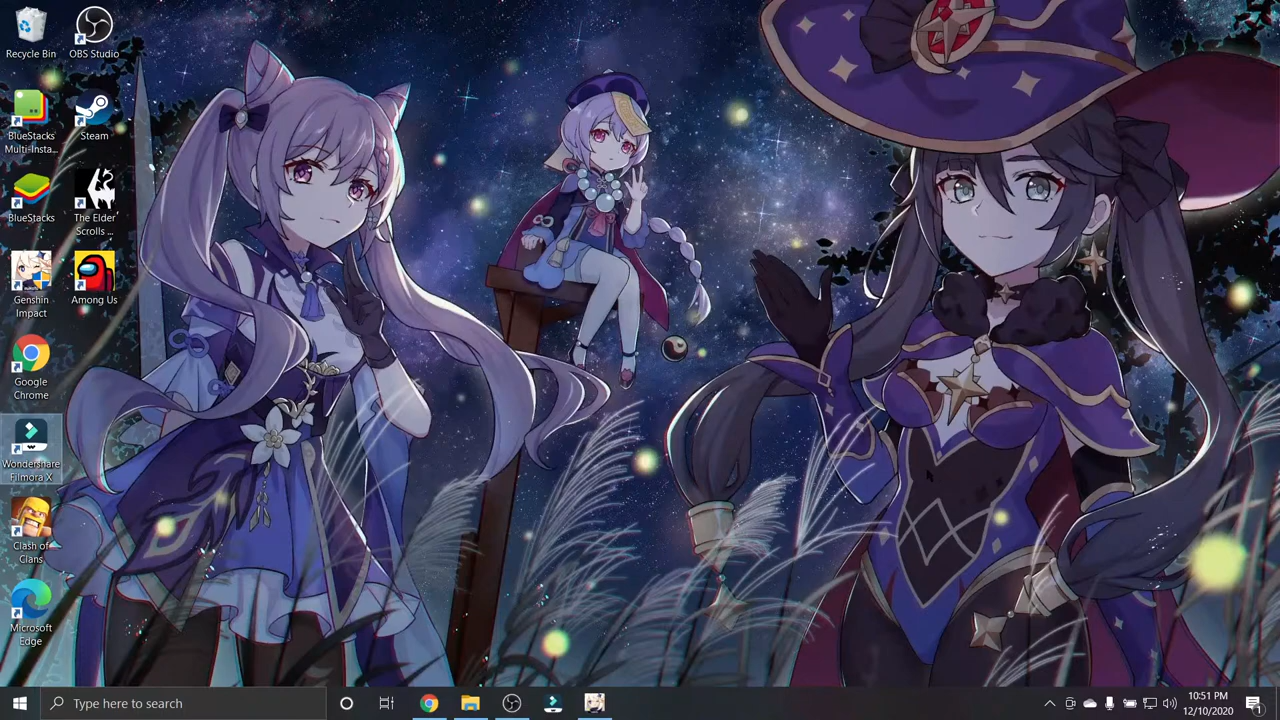 Recycle Bin
OBS Studio
BlueStacks
Multi-Insta...
Steam
BlueStacks
The Elder
Scrolls ...
Genshin
Impact
Among Us
Google
Chrome
Wondershare
Filmora X
Clash of
Clans
Microsoft
Edge
Type here to search
10:51 PM
12/10/2020
1